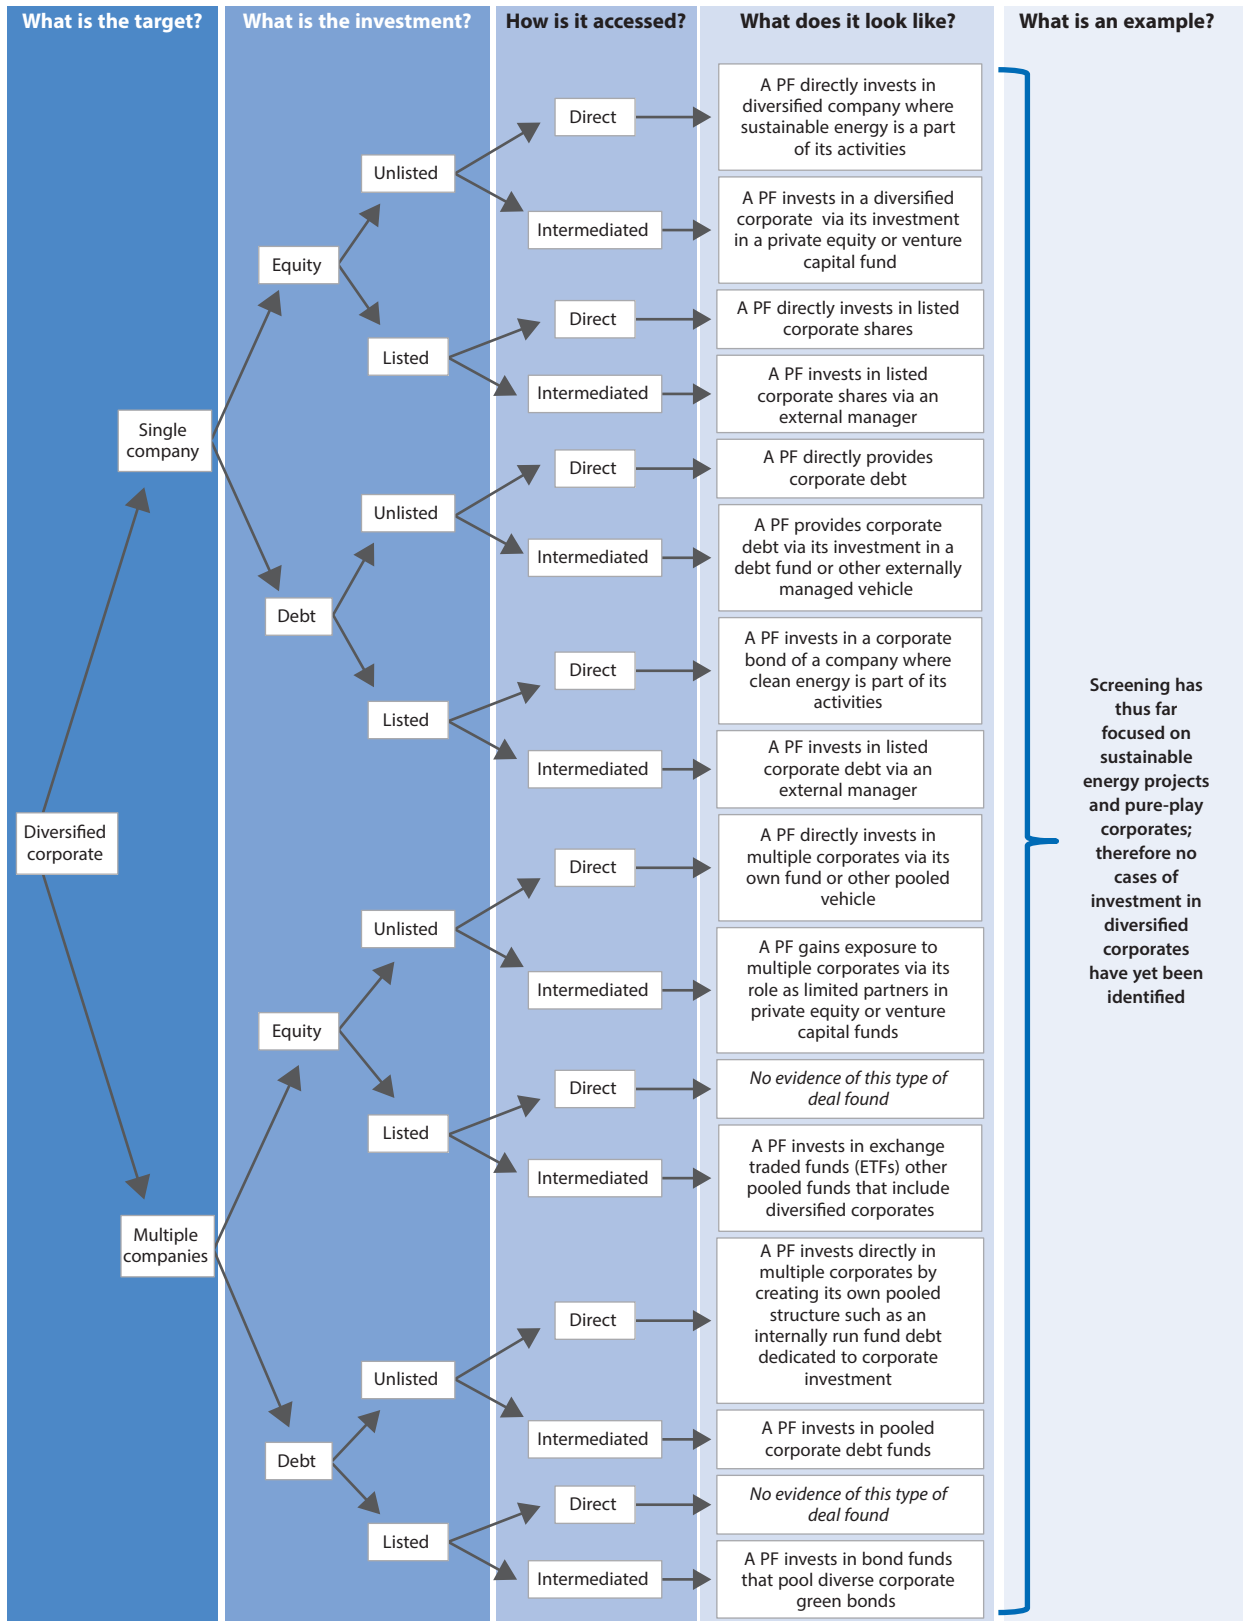 What is the target?
What is the investment?
How is it accessed?
What does it look like?
What is an example?
Diversified
corporate
Single
company
Multiple
companies
Equity
Unlisted
Direct
A PF directly invests in
diversified company where
sustainable energy is a part
of its activities
Intermediated
A PF invests in a diversified
corporate via its investment
in a private equity or venture
capital fund
Listed
Direct
A PF directly invests in listed
corporate shares
Intermediated
A PF invests in listed
corporate shares via an
external manager
Debt
Unlisted
Direct
A PF directly provides
corporate debt
Intermediated
A PF provides corporate
debt via its investment in a
debt fund or other externally
managed vehicle
Listed
Direct
A PF invests in a corporate
bond of a company where
clean energy is part of its
activities
Intermediated
A PF invests in listed
corporate debt via an
external manager
Equity
Unlisted
Direct
A PF directly invests in
multiple corporates via its
own fund or other pooled
vehicle
Intermediated
A PF gains exposure to
multiple corporates via its
role as limited partners in
private equity or venture
capital funds
Listed
Direct
No evidence of this type of
deal found
Intermediated
A PF invests in exchange
traded funds (ETFs) other
pooled funds that include
diversified corporates
Debt
Unlisted
Direct
A PF invests directly in
multiple corporates by
creating its own pooled
structure such as an
internally run fund debt
dedicated to corporate
investment
Intermediated
A PF invests in pooled
corporate debt funds
Listed
Direct
No evidence of this type of
deal found
Intermediated
A PF invests in bond funds
that pool diverse corporate
green bonds
Screening has
thus far
focused on
sustainable
energy projects
and pure-play
corporates;
therefore no
cases of
investment in
diversified
corporates
have yet been
identified